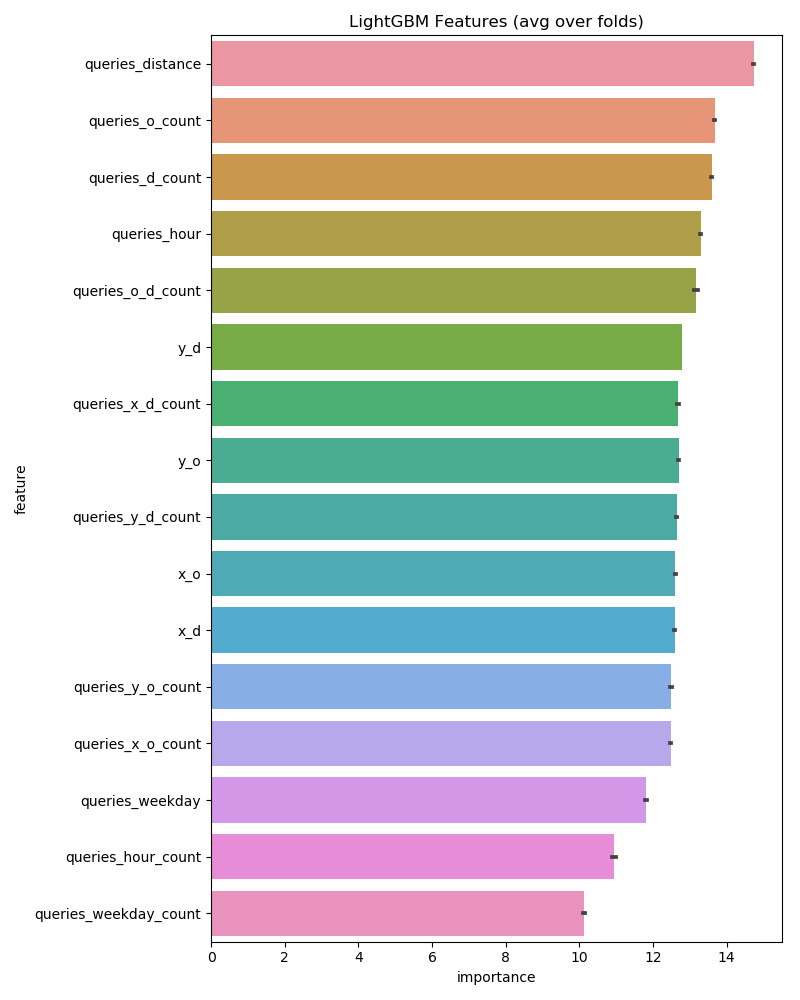 LightGBM Features (avg over folds)
queries_distance
queries_o_count
queries_d_count
queries_hour
queries_o_d_count
y_d
queries_x_d_count
y_o
queries_y_d_count
x_o
x_d
queries_y_o_count
queries_x_o_count
queries_weekday
queries_hour_count
queries_weekday_count
feature
0 2 4 6 8 10 12 14
importance